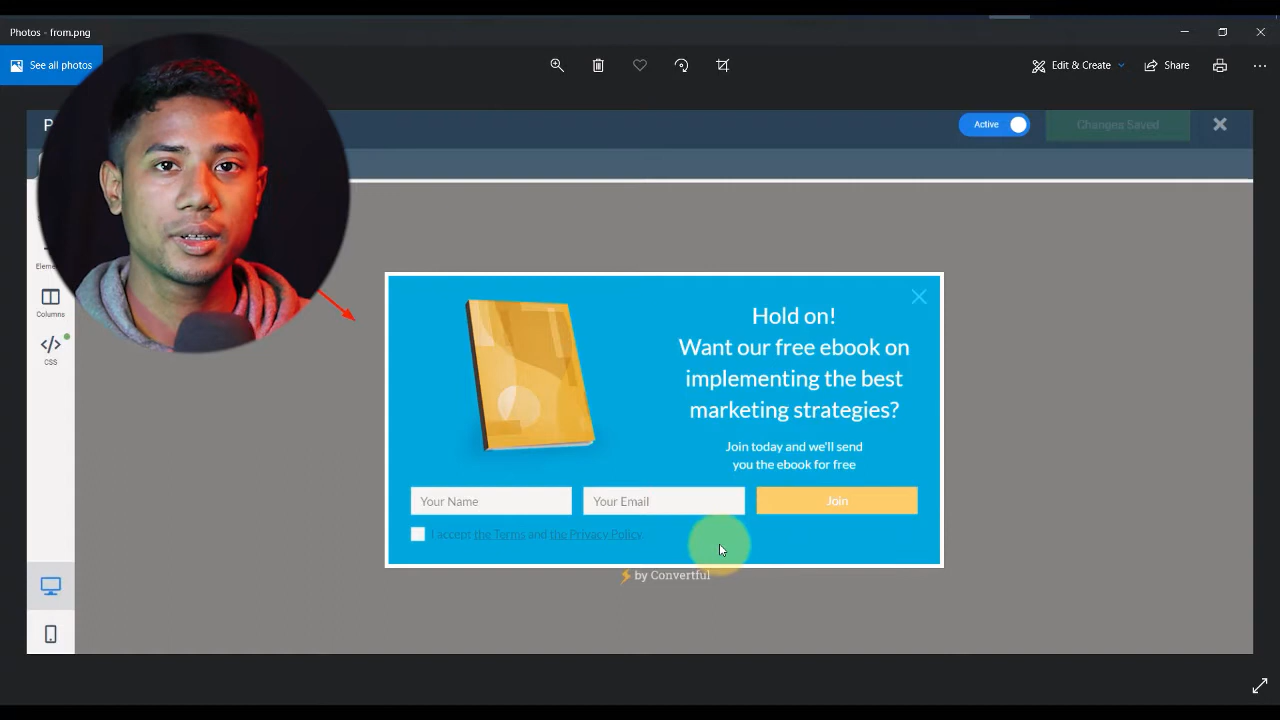 Photos - from.png
See all photos
Edit & Create
Share
Active
Changes Saved
Columns
CSS
Hold on!
Want our free ebook on
implementing the best
marketing strategies?
Join today and we'll send
you the ebook for free
Your Name
Your Email
Join
I accept the Terms and the Privacy Policy
by Convertful